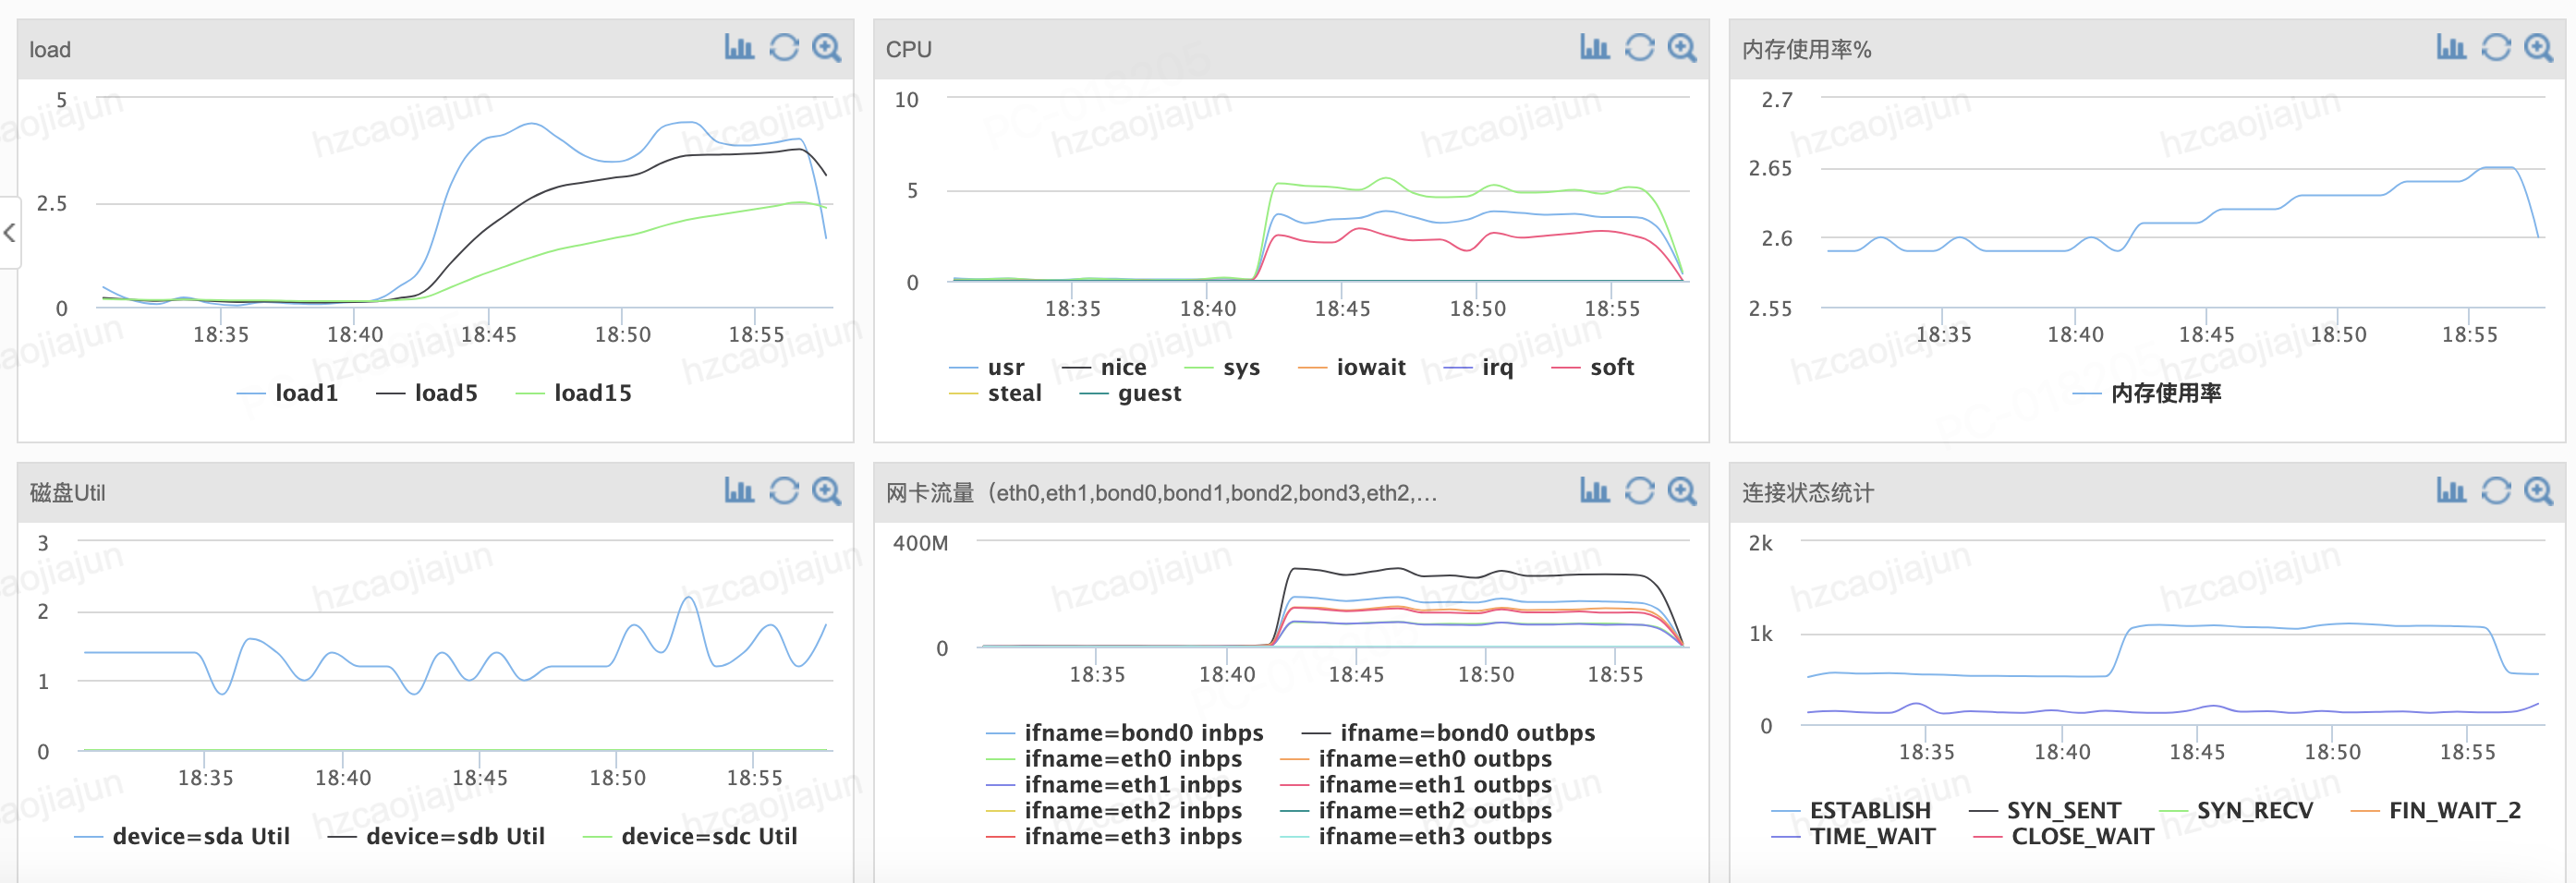 load
5
2.5
0
18:35 18:40 18:45 18:50 18:55
load1 load5 load15
CPU
10
5
0
18:35 18:40 18:45 18:50 18:55
usr nice sys iowait irq soft
steal guest
内存使用率%
2.7
2.65
2.6
2.55
18:35 18:40 18:45 18:50 18:55
内存使用率
磁盘Util
3
2
1
0
18:35 18:40 18:45 18:50 18:55
device=sda Util device=sdb Util device=sdc Util
网卡流量（eth0,eth1,bond0,bond1,bond2,bond3,eth2,...
400M
0
18:35 18:40 18:45 18:50 18:55
ifname=bond0 inbps ifname=bond0 outbps
ifname=eth0 inbps ifname=eth0 outbps
ifname=eth1 inbps ifname=eth1 outbps
ifname=eth2 inbps ifname=eth2 outbps
ifname=eth3 inbps ifname=eth3 outbps
连接状态统计
2k
1k
0
18:35 18:40 18:45 18:50 18:55
ESTABLISH SYN_SENT SYN_RECV FIN_WAIT_2
TIME_WAIT CLOSE_WAIT
hzcaojiajun